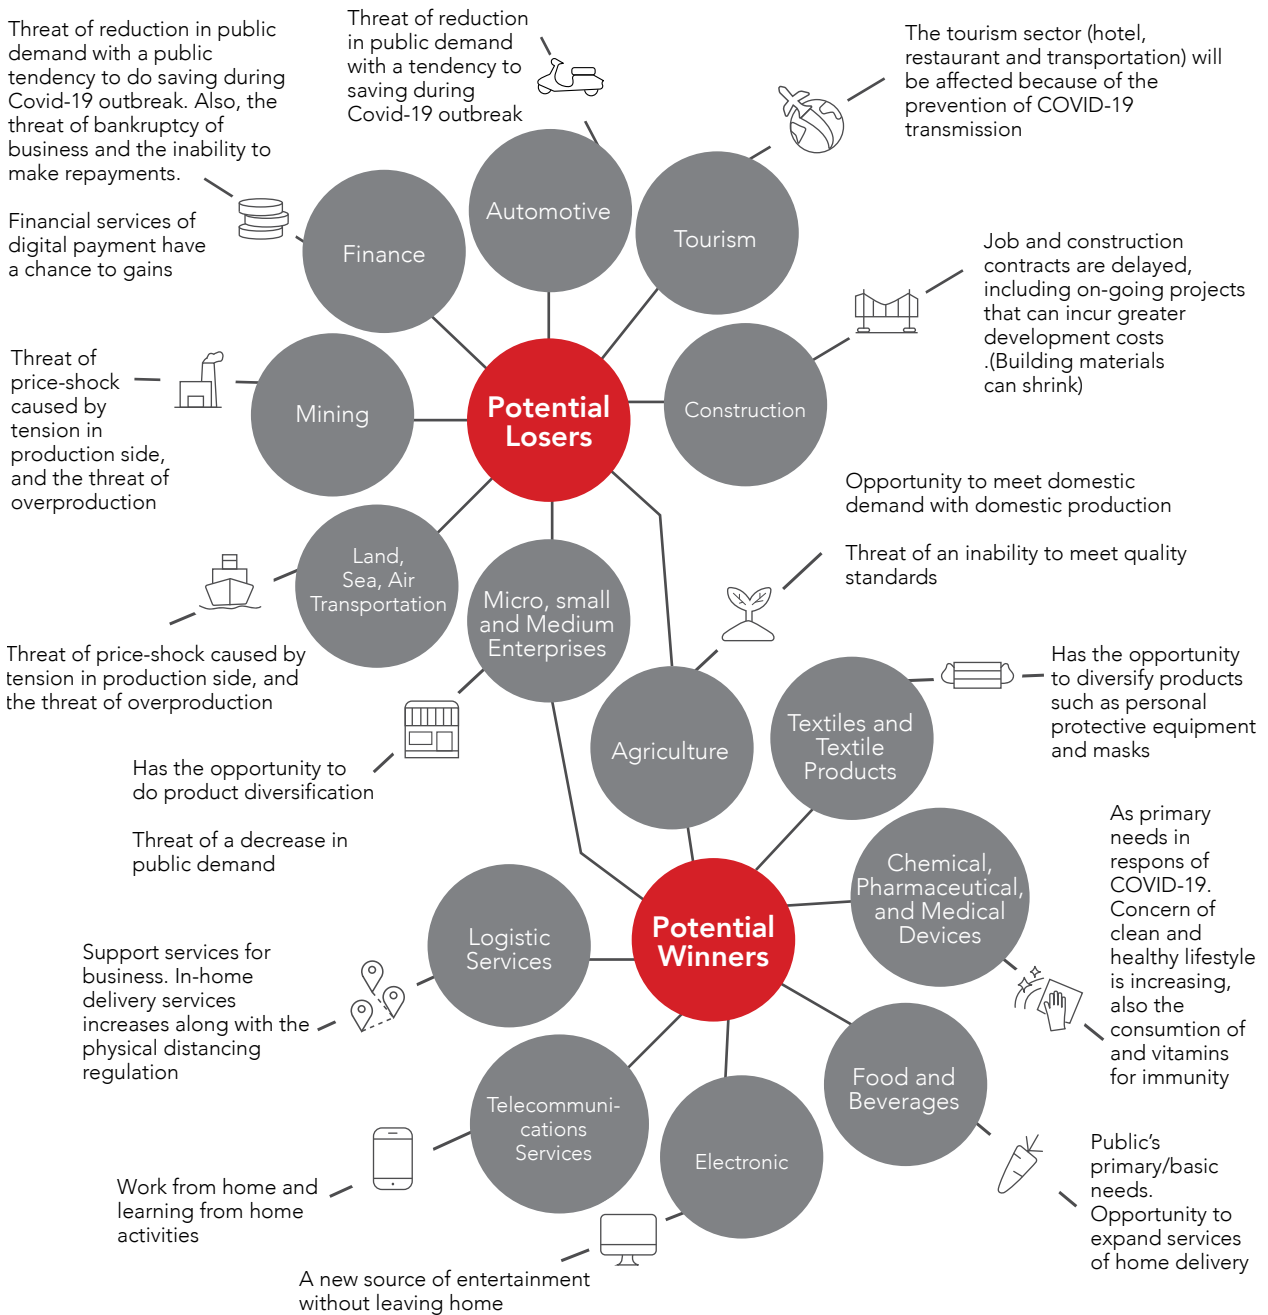 Threat of reduction in public
demand with a public
tendency to do saving during
Covid-19 outbreak. Also, the
threat of bankruptcy of
business and the inability to
make repayments.
Financial services of
digital payment have
a chance to gains
Threat of reduction
in public demand
with a tendency to
saving during
Covid-19 outbreak
The tourism sector (hotel,
restaurant and transportation) will
be affected because of the
prevention of COVID-19
transmission
Finance
Automotive
Tourism
Job and construction
contracts are delayed,
including on-going projects
that can incur greater
development costs
.(Building materials
can shrink)
Threat of
price-shock
caused by
tension in
production side,
and the threat of
overproduction
Mining
Potential
Losers
Construction
Opportunity to meet domestic
demand with domestic production
Threat of an inability to meet quality
standards
Land,
Sea, Air
Transportation
Micro, small
and Medium
Enterprises
Threat of price-shock caused by
tension in production side, and
the threat of overproduction
Has the opportunity to
do product diversification
Threat of a decrease in
public demand
Agriculture
Textiles and
Textile
Products
Has the opportunity
to diversify products
such as personal
protective equipment
and masks
Chemical,
Pharmaceutical,
and Medical
Devices
As primary
needs in
respons of
COVID-19.
Concern of
clean and
healthy lifestyle
is increasing,
also the
consumtion of
and vitamins
for immunity
Logistic
Services
Potential
Winners
Support services for
business. In-home
delivery services
increases along with the
physical distancing
regulation
Telecommuni-
cations
Services
Electronic
Food and
Beverages
Work from home and
learning from home
activities
A new source of entertainment
without leaving home
Public's
primary/basic
needs.
Opportunity to
expand services
of home delivery